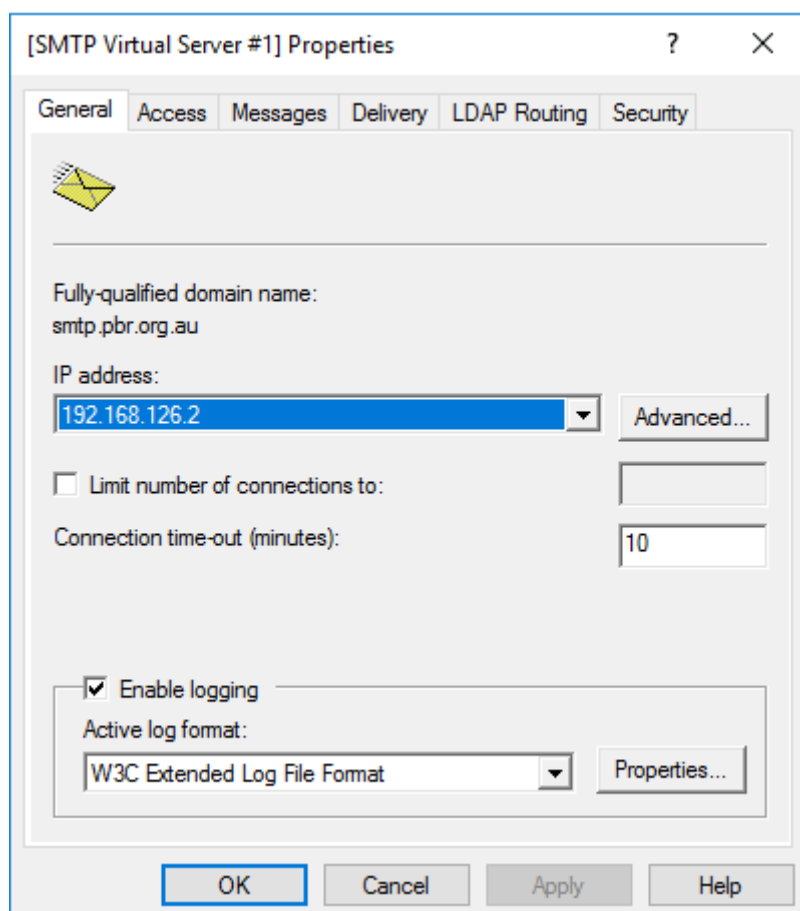 [SMTP Virtual Server #1] Properties ?
General Access Messages Delivery LDAP Routing Security
Fully-qualified domain name:
smtp.pbr.org.au
IP address:
192.168.126.2 Advanced...
Limit number of connections to:
Connection time-out (minutes): 10
Enable logging
Active log format:
W3C Extended Log File Format Properties...
OK Cancel Apply Help